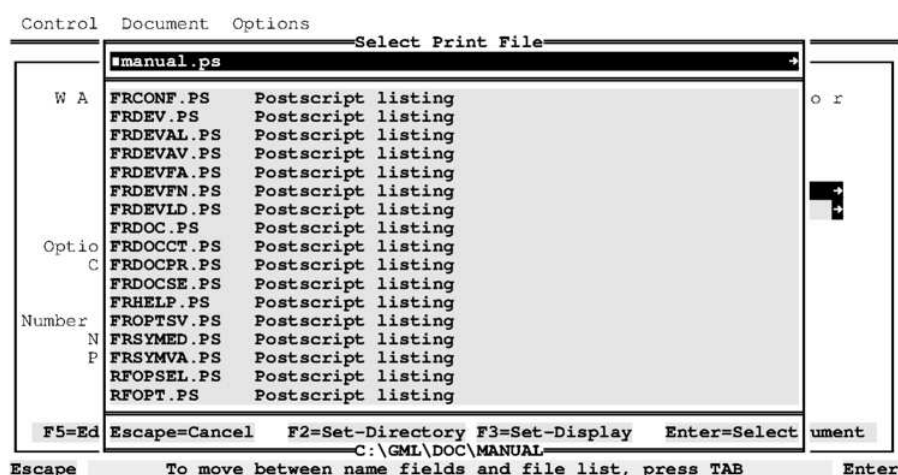 Control Document Options
Select Print File
manual.ps
W A FRCONF.PS Postscript listing o r
FRDEV.PS Postscript listing
FRDEVAL.PS Postscript listing
FRDEVAV.PS Postscript listing
FRDEVFA.PS Postscript listing
FRDEVFN.PS Postscript listing
FRDEVLD.PS Postscript listing
FRDOC.PS Postscript listing
Optio FRDOCCT.PS Postscript listing
C FRDOCPR.PS Postscript listing
FRDOCSE.PS Postscript listing
FRHELP.PS Postscript listing
Number FROPTSV.PS Postscript listing
N FRSYMED.PS Postscript listing
P FRSYMVA.PS Postscript listing
RFOPSEL.PS Postscript listing
RFOPT.PS Postscript listing
F5=Ed Escape=Cancel F2=Set-Directory F3=Set-Display Enter=Select ument
C:\GML\DOC\MANUAL
Escape To move between name fields and file list, press TAB Enter